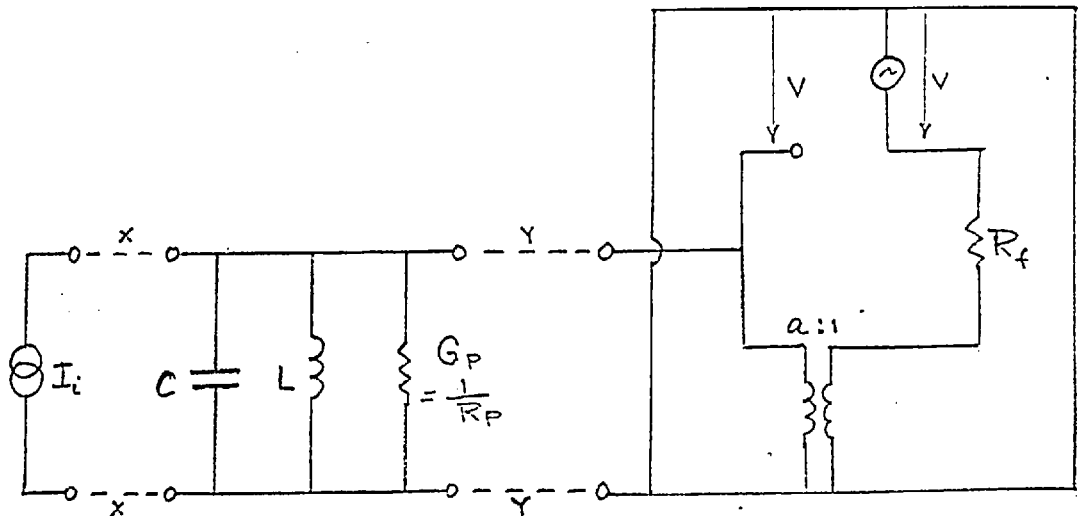 V
V
X
Y
R_f
a:1
I_i
C
L
G_P
= 1/R_P
X
Y